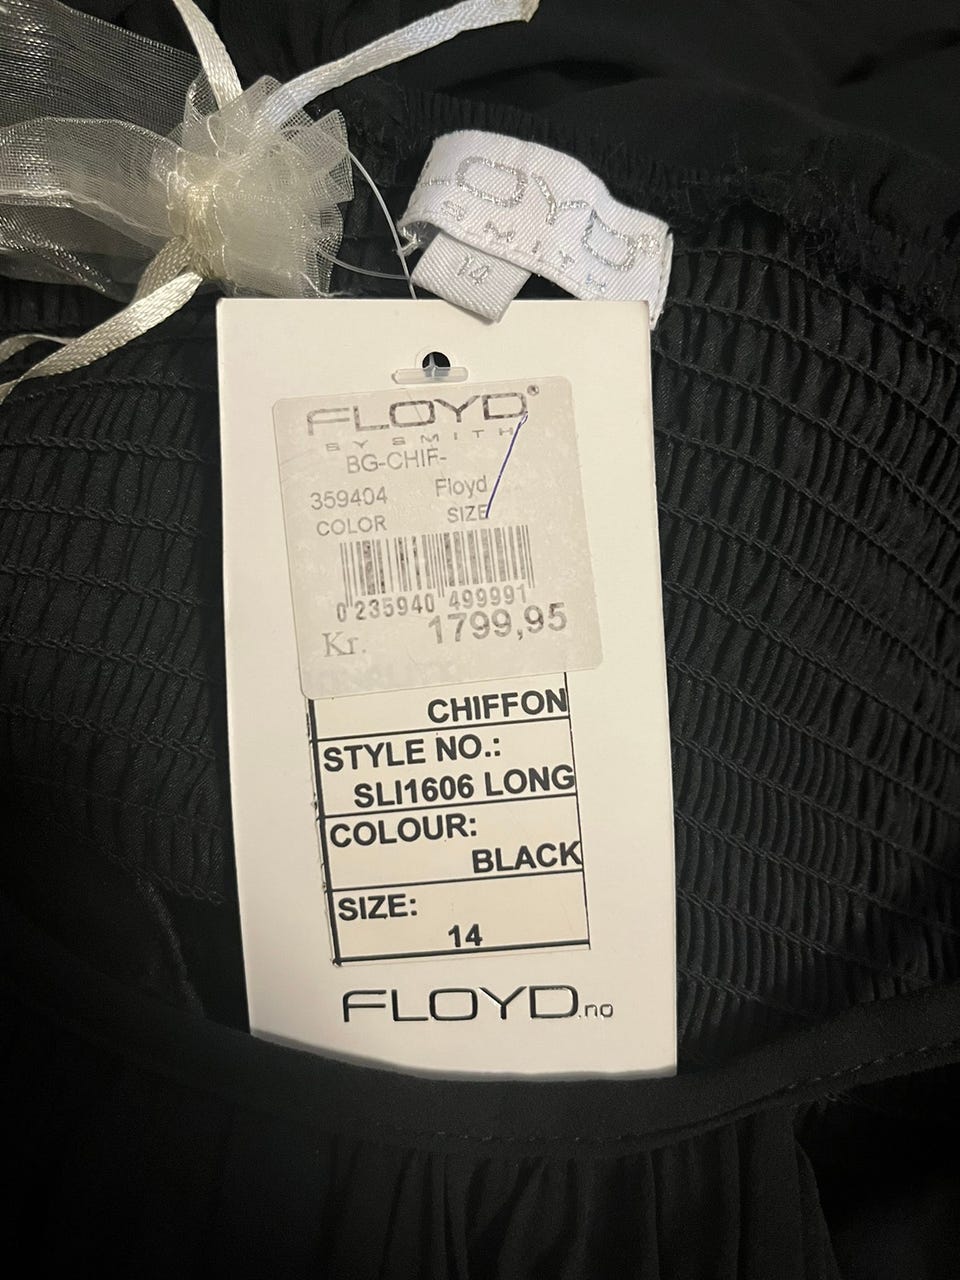 LOYD
SMITH
14
FLOYD®
BY SMITH
BG-CHIF-
359404 Floyd
COLOR SIZE
0 235940 499991
Kr. 1799,95
CHIFFON
STYLE NO.:
SLI1606 LONG
COLOUR:
BLACK
SIZE:
14
FLOYD.no